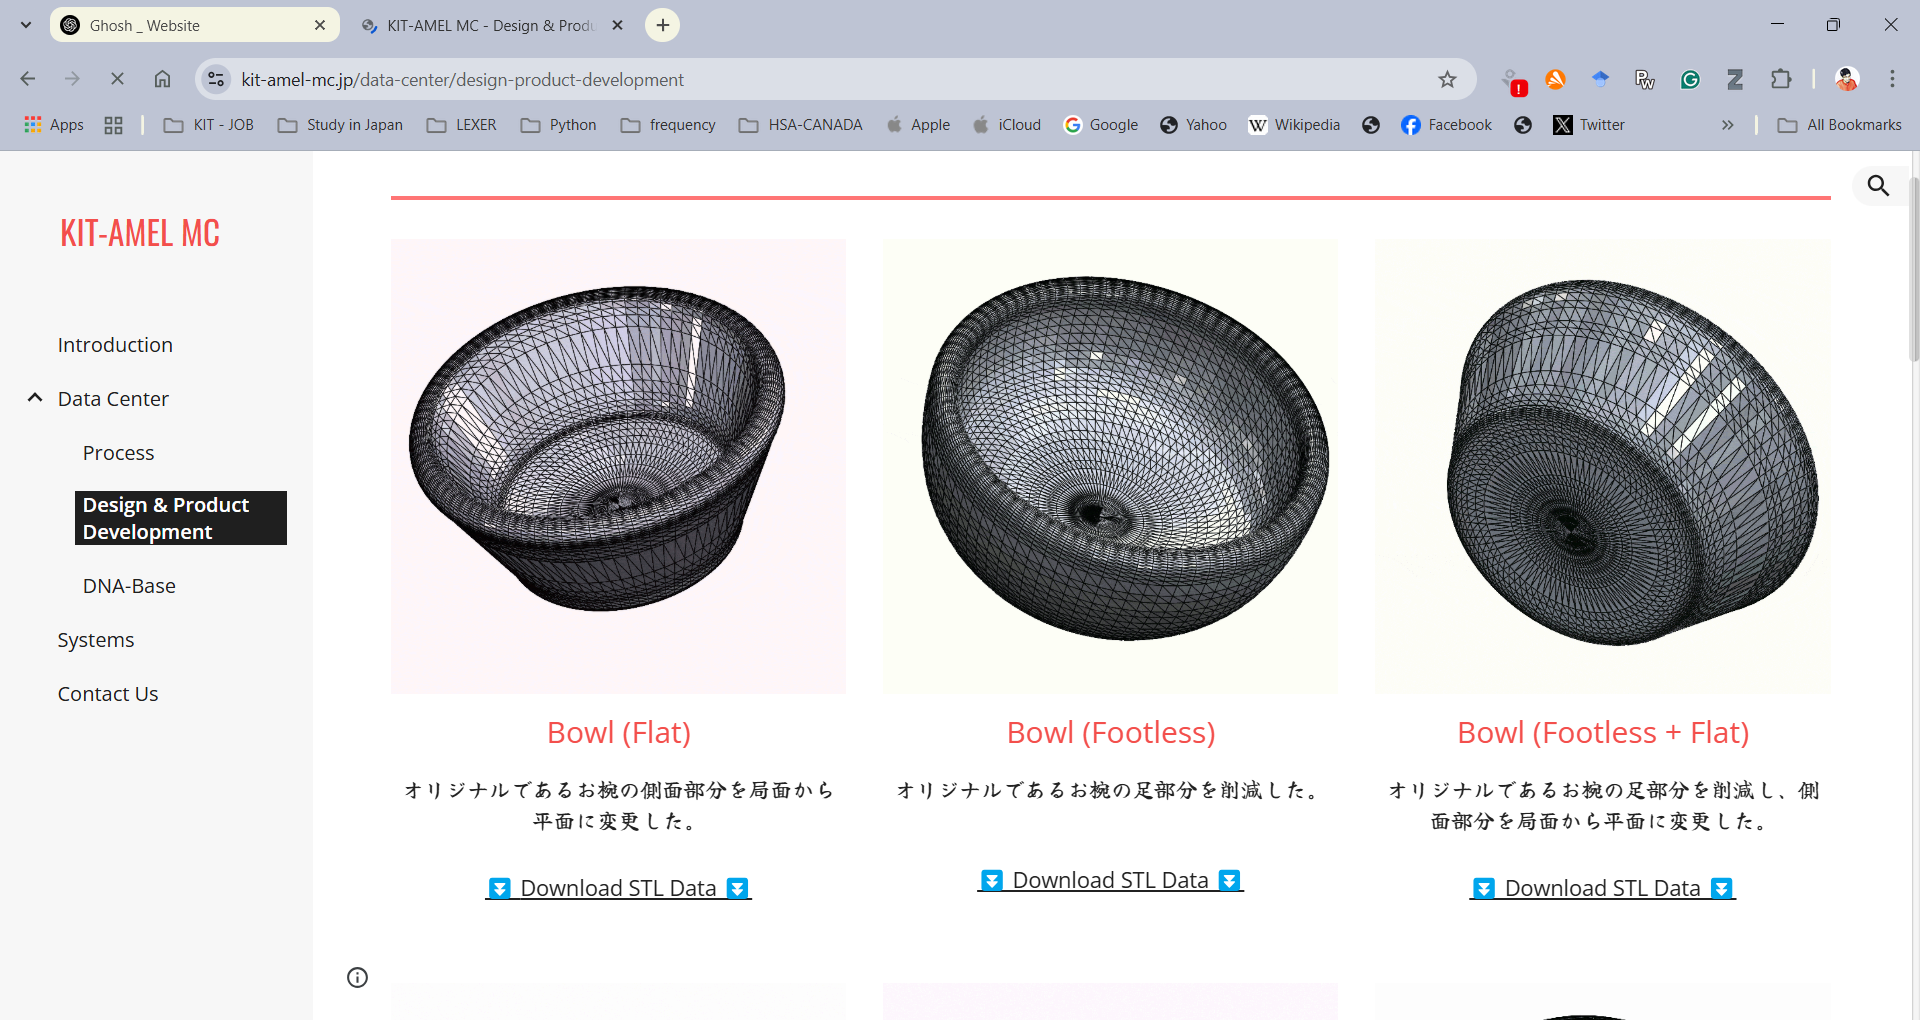 Ghosh _ Website
KIT-AMEL MC - Design & Produ
kit-amel-mc.jp/data-center/design-product-development
Apps
KIT - JOB
Study in Japan
LEXER
Python
frequency
HSA-CANADA
Apple
iCloud
Google
Yahoo
Wikipedia
Facebook
Twitter
All Bookmarks
KIT-AMEL MC
Introduction
Data Center
Process
Design & Product
Development
DNA-Base
Systems
Contact Us
Bowl (Flat)
オリジナルであるお椀の側面部分を局面から
平面に変更した。
Download STL Data
Bowl (Footless)
オリジナルであるお椀の足部分を削減した。
Download STL Data
Bowl (Footless + Flat)
オリジナルであるお椀の足部分を削減し、側
面部分を局面から平面に変更した。
Download STL Data